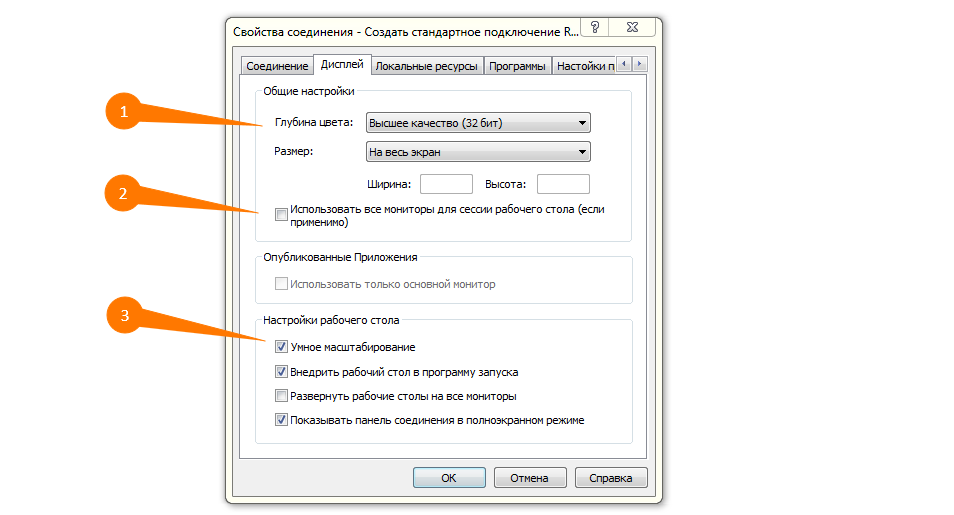 Свойства соединения - Создать стандартное подключение R...
Соединение Дисплей Локальные ресурсы Программы Настойки п
Общие настройки
1
Глубина цвета: Высшее качество (32 бит)
Размер: На весь экран
Ширина: Высота:
2
Использовать все мониторы для сессии рабочего стола (если
применимо)
Опубликованные Приложения
Использовать только основной монитор
3
Настройки рабочего стола
Умное масштабирование
Внедрить рабочий стол в программу запуска
Развернуть рабочие столы на все мониторы
Показывать панель соединения в полноэкранном режиме
ОК Отмена Справка